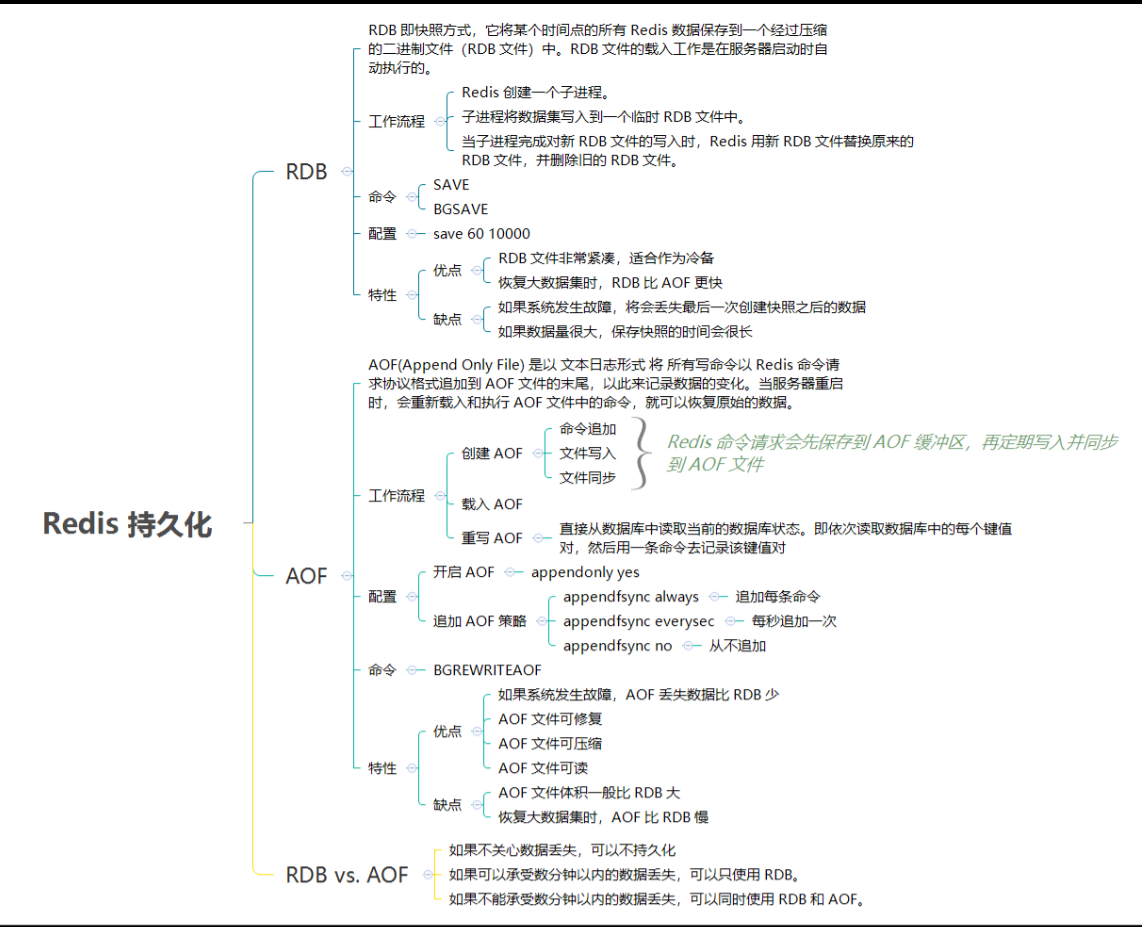 Redis 持久化
RDB
RDB 即快照方式，它将某个时间点的所有 Redis 数据保存到一个经过压缩
的二进制文件（RDB 文件）中。RDB 文件的载入工作是在服务器启动时自
动执行的。
工作流程
Redis 创建一个子进程。
子进程将数据集写入到一个临时 RDB 文件中。
当子进程完成对新 RDB 文件的写入时，Redis 用新 RDB 文件替换原来的
RDB 文件，并删除旧的 RDB 文件。
命令
SAVE
BGSAVE
配置
save 60 10000
特性
优点
RDB 文件非常紧凑，适合作为冷备
恢复大数据集时，RDB 比 AOF 更快
缺点
如果系统发生故障，将会丢失最后一次创建快照之后的数据
如果数据量很大，保存快照的时间会很长
AOF
AOF(Append Only File) 是以 文本日志形式 将 所有写命令以 Redis 命令请
求协议格式追加到 AOF 文件的末尾，以此来记录数据的变化。当服务器重启
时，会重新载入和执行 AOF 文件中的命令，就可以恢复原始的数据。
工作流程
创建 AOF
命令追加
文件写入
文件同步
Redis 命令请求会先保存到 AOF 缓冲区，再定期写入并同步
到 AOF 文件
载入 AOF
重写 AOF
直接从数据库中读取当前的数据库状态。即依次读取数据库中的每个键值
对，然后用一条命令去记录该键值对
配置
开启 AOF
appendonly yes
追加 AOF 策略
appendfsync always
追加每条命令
appendfsync everysec
每秒追加一次
appendfsync no
从不追加
命令
BGREWRITEAOF
特性
优点
如果系统发生故障，AOF 丢失数据比 RDB 少
AOF 文件可修复
AOF 文件可压缩
AOF 文件可读
缺点
AOF 文件体积一般比 RDB 大
恢复大数据集时，AOF 比 RDB 慢
RDB vs. AOF
如果不关心数据丢失，可以不持久化
如果可以承受数分钟以内的数据丢失，可以只使用 RDB。
如果不能承受数分钟以内的数据丢失，可以同时使用 RDB 和 AOF。